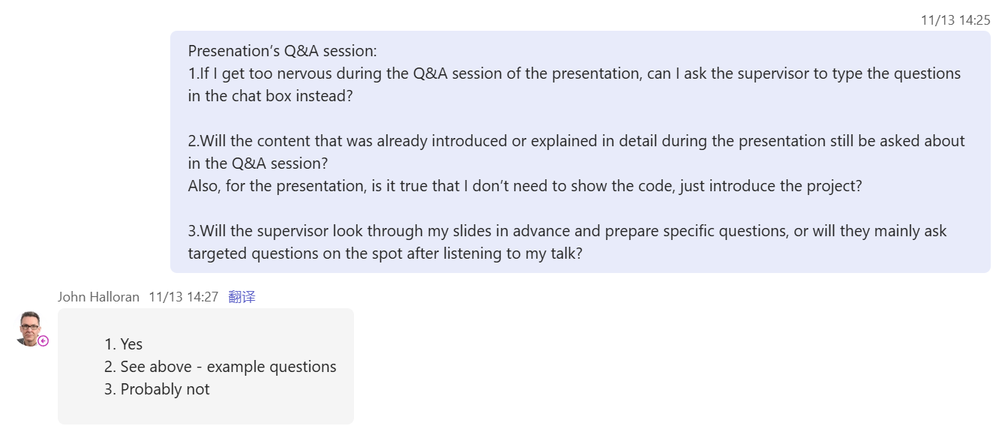 11/13 14:25
Presenation’s Q&A session:
1.If I get too nervous during the Q&A session of the presentation, can I ask the supervisor to type the questions
in the chat box instead?
2.Will the content that was already introduced or explained in detail during the presentation still be asked about
in the Q&A session?
Also, for the presentation, is it true that I don’t need to show the code, just introduce the project?
3.Will the supervisor look through my slides in advance and prepare specific questions, or will they mainly ask
targeted questions on the spot after listening to my talk?
John Halloran 11/13 14:27 翻译
1. Yes
2. See above - example questions
3. Probably not